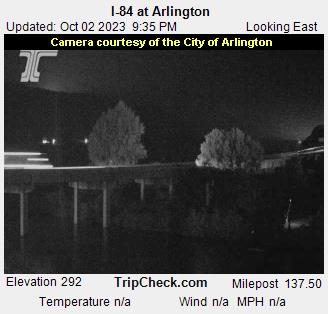 I-84 at Arlington
Updated: Oct 02 2023 9:35 PM Looking East
Camera courtesy of the City of Arlington
Elevation 292 TripCheck.com Milepost 137.50
Temperature n/a Wind n/a MPH n/a